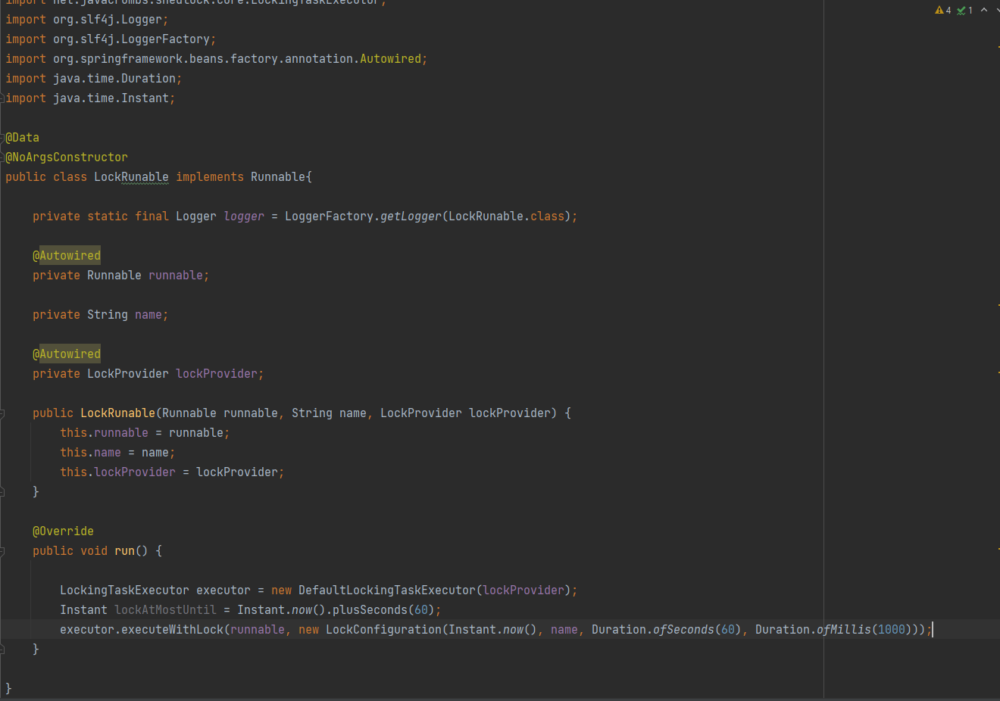 import net.javacrumbs.shedlock.core.LockingTaskExecutor;
4 1
import org.slf4j.Logger;
import org.slf4j.LoggerFactory;
import org.springframework.beans.factory.annotation.Autowired;
import java.time.Duration;
import java.time.Instant;
@Data
@NoArgsConstructor
public class LockRunable implements Runnable{
private static final Logger logger = LoggerFactory.getLogger(LockRunable.class);
@Autowired
private Runnable runnable;
private String name;
@Autowired
private LockProvider lockProvider;
public LockRunable(Runnable runnable, String name, LockProvider lockProvider) {
this.runnable = runnable;
this.name = name;
this.lockProvider = lockProvider;
}
@Override
public void run() {
LockingTaskExecutor executor = new DefaultLockingTaskExecutor(lockProvider);
Instant lockAtMostUntil = Instant.now().plusSeconds(60);
executor.executeWithLock(runnable, new LockConfiguration(Instant.now(), name, Duration.ofSeconds(60), Duration.ofMillis(1000)));
}
}